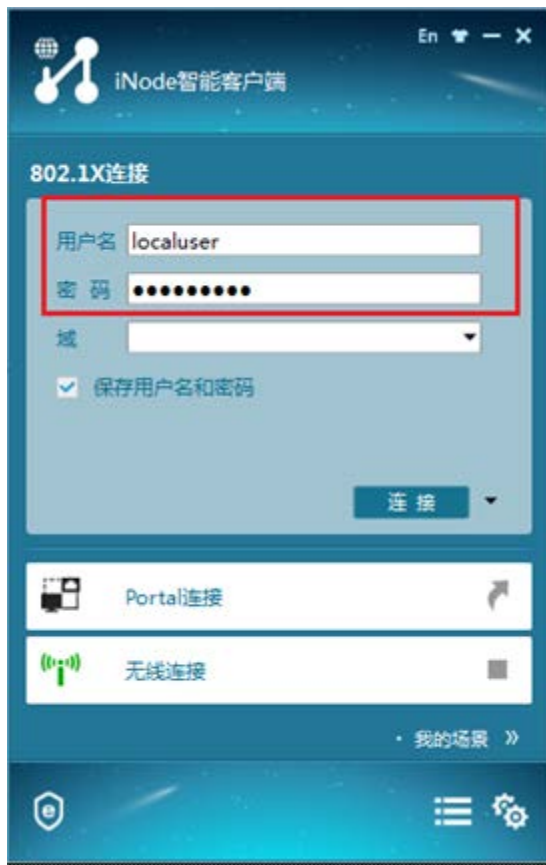 En
iNode智能客户端
802.1X连接
用户名 localuser
密 码 ●●●●●●●●●
域
保存用户名和密码
连 接
Portal连接
无线连接
· 我的场景 »